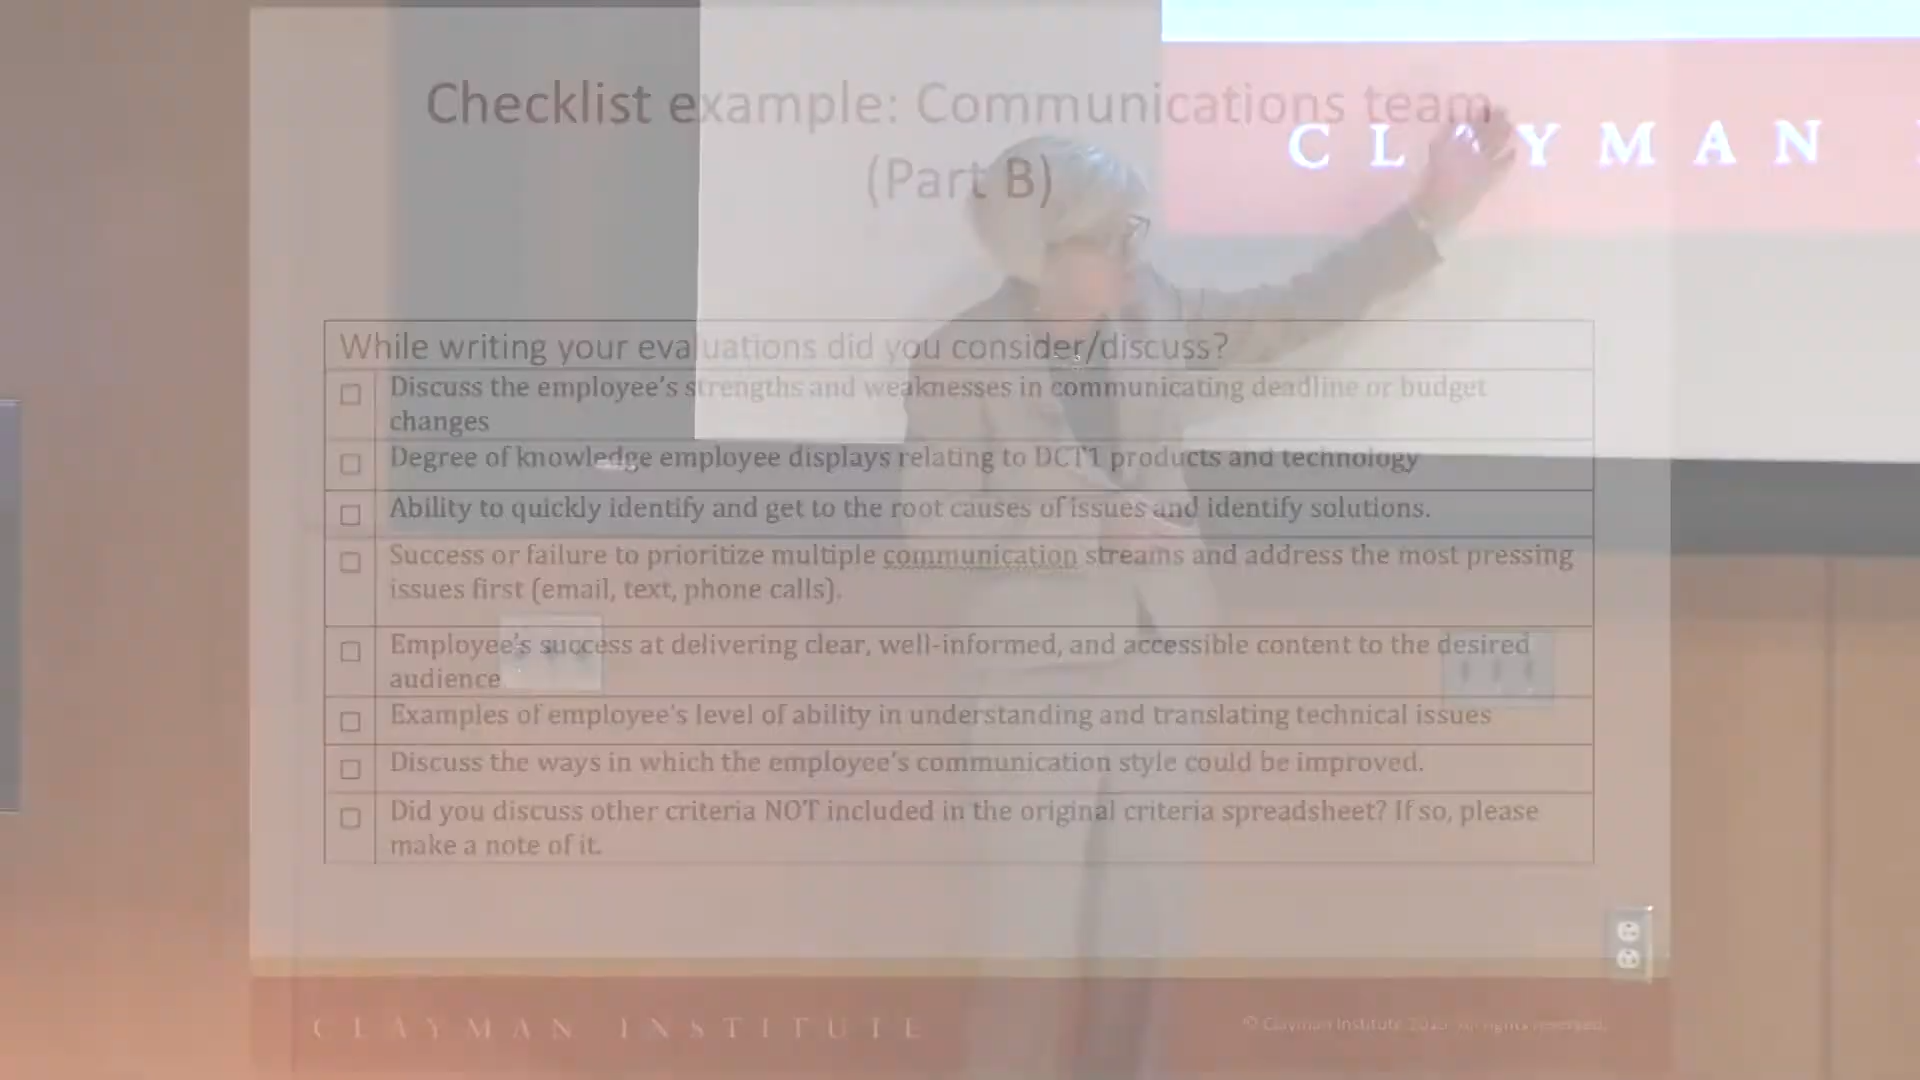 Checklist example: Communications team
(Part B)
CLAYMAN
While writing your evaluations did you consider/discuss?
Discuss the employee's strengths and weaknesses in communicating deadline or budget
changes
Degree of knowledge employee displays relating to DCT1 products and technology
Ability to quickly identify and get to the root causes of issues and identify solutions.
Success or failure to prioritize multiple communication streams and address the most pressing
issues first (email, text, phone calls).
Employee's success at delivering clear, well-informed, and accessible content to the desired
audience
Examples of employee's level of ability in understanding and translating technical issues
Discuss the ways in which the employee's communication style could be improved.
Did you discuss other criteria NOT included in the original criteria spreadsheet? If so, please
make a note of it.
CLAYMAN INSTITUTE
© Clayman Institute All rights reserved.